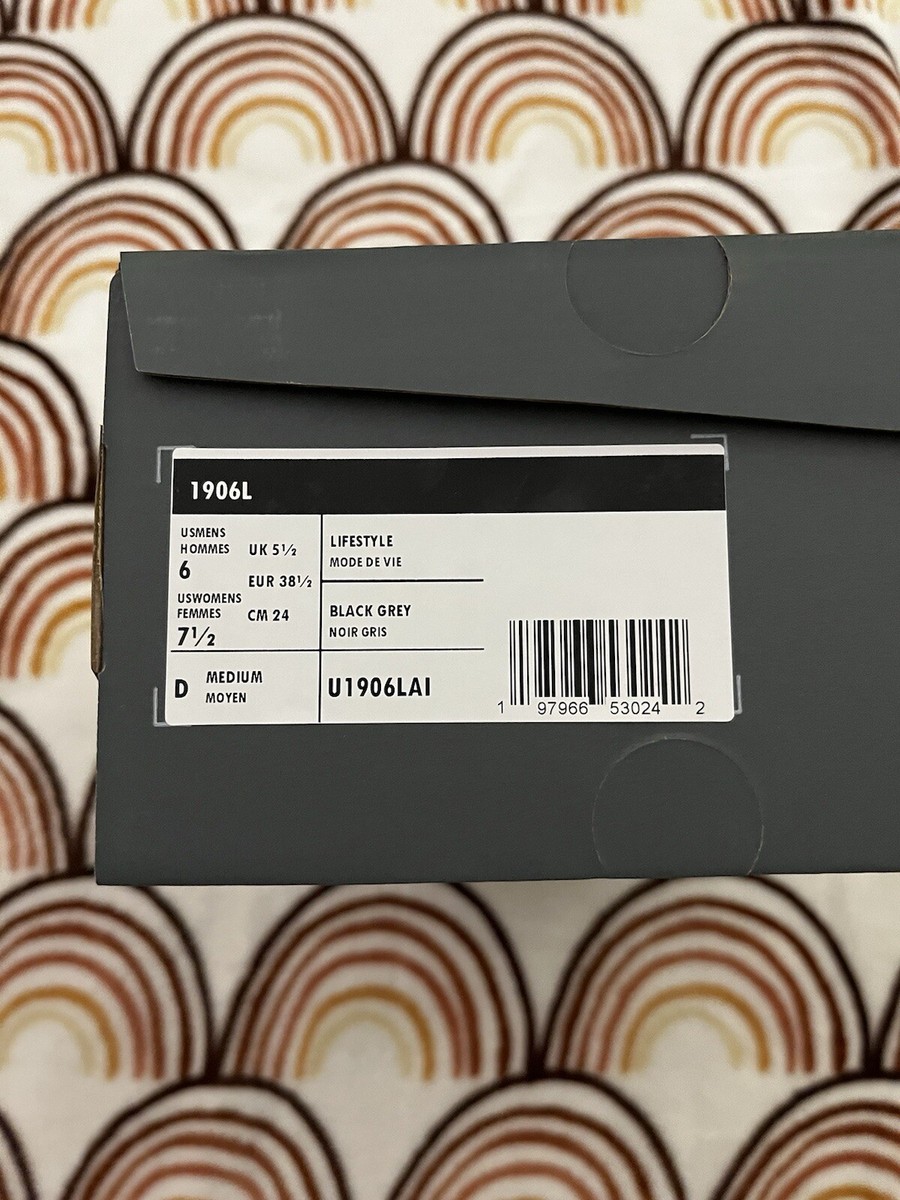 1906L
USMENS
HOMMES
6
USWOMENS
FEMMES
7½
UK 5½
EUR 38½
CM 24
D
MEDIUM
MOYEN
LIFESTYLE
MODE DE VIE
BLACK GREY
NOIR GRIS
U1906LAI
1 97966 53024 2